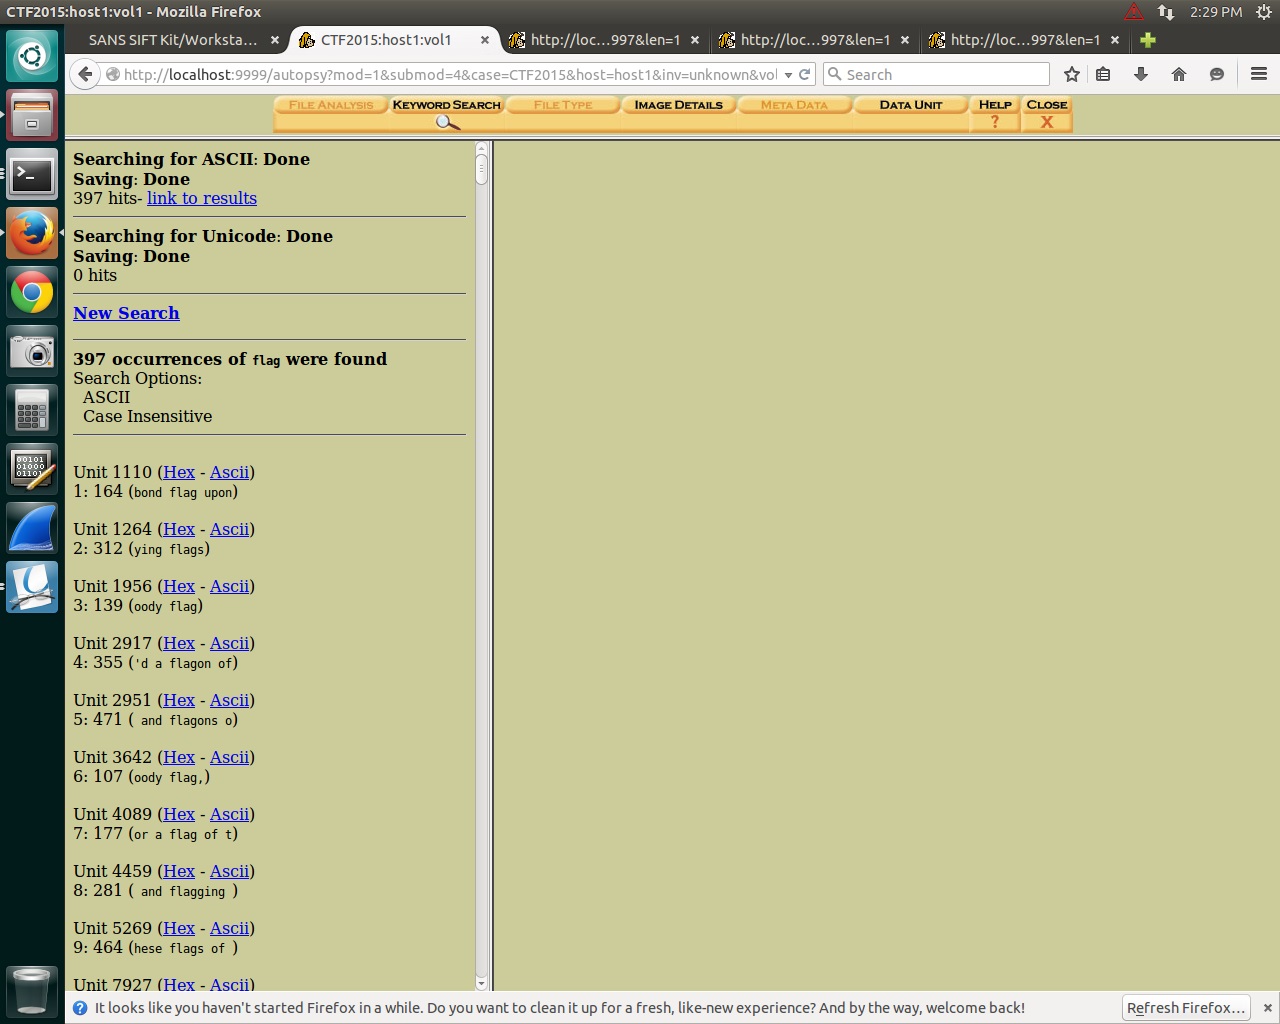 CTF2015:host1:vol1 - Mozilla Firefox
2:29 PM
SANS SIFT Kit/Worksta...
CTF2015:host1:vol1
http://loc...997&len=1
http://loc...997&len=1
http://loc...997&len=1
http://localhost:9999/autopsy?mod=1&submod=4&case=CTF2015&host=host1&inv=unknown&vol
Search
FILE ANALYSIS
KEYWORD SEARCH
FILE TYPE
IMAGE DETAILS
META DATA
DATA UNIT
HELP
CLOSE
?
X
Searching for ASCII: Done
Saving: Done
397 hits- link to results
Searching for Unicode: Done
Saving: Done
0 hits
New Search
397 occurrences of flag were found
Search Options:
ASCII
Case Insensitive
Unit 1110 (Hex - Ascii)
1: 164 (bond flag upon)
Unit 1264 (Hex - Ascii)
2: 312 (ying flags)
Unit 1956 (Hex - Ascii)
3: 139 (oody flag)
Unit 2917 (Hex - Ascii)
4: 355 ('d a flagon of)
Unit 2951 (Hex - Ascii)
5: 471 ( and flagons o)
Unit 3642 (Hex - Ascii)
6: 107 (oody flag,)
Unit 4089 (Hex - Ascii)
7: 177 (or a flag of t)
Unit 4459 (Hex - Ascii)
8: 281 ( and flagging )
Unit 5269 (Hex - Ascii)
9: 464 (hese flags of )
Unit 7927 (Hex - Ascii)
It looks like you haven't started Firefox in a while. Do you want to clean it up for a fresh, like-new experience? And by the way, welcome back!
Refresh Firefox...